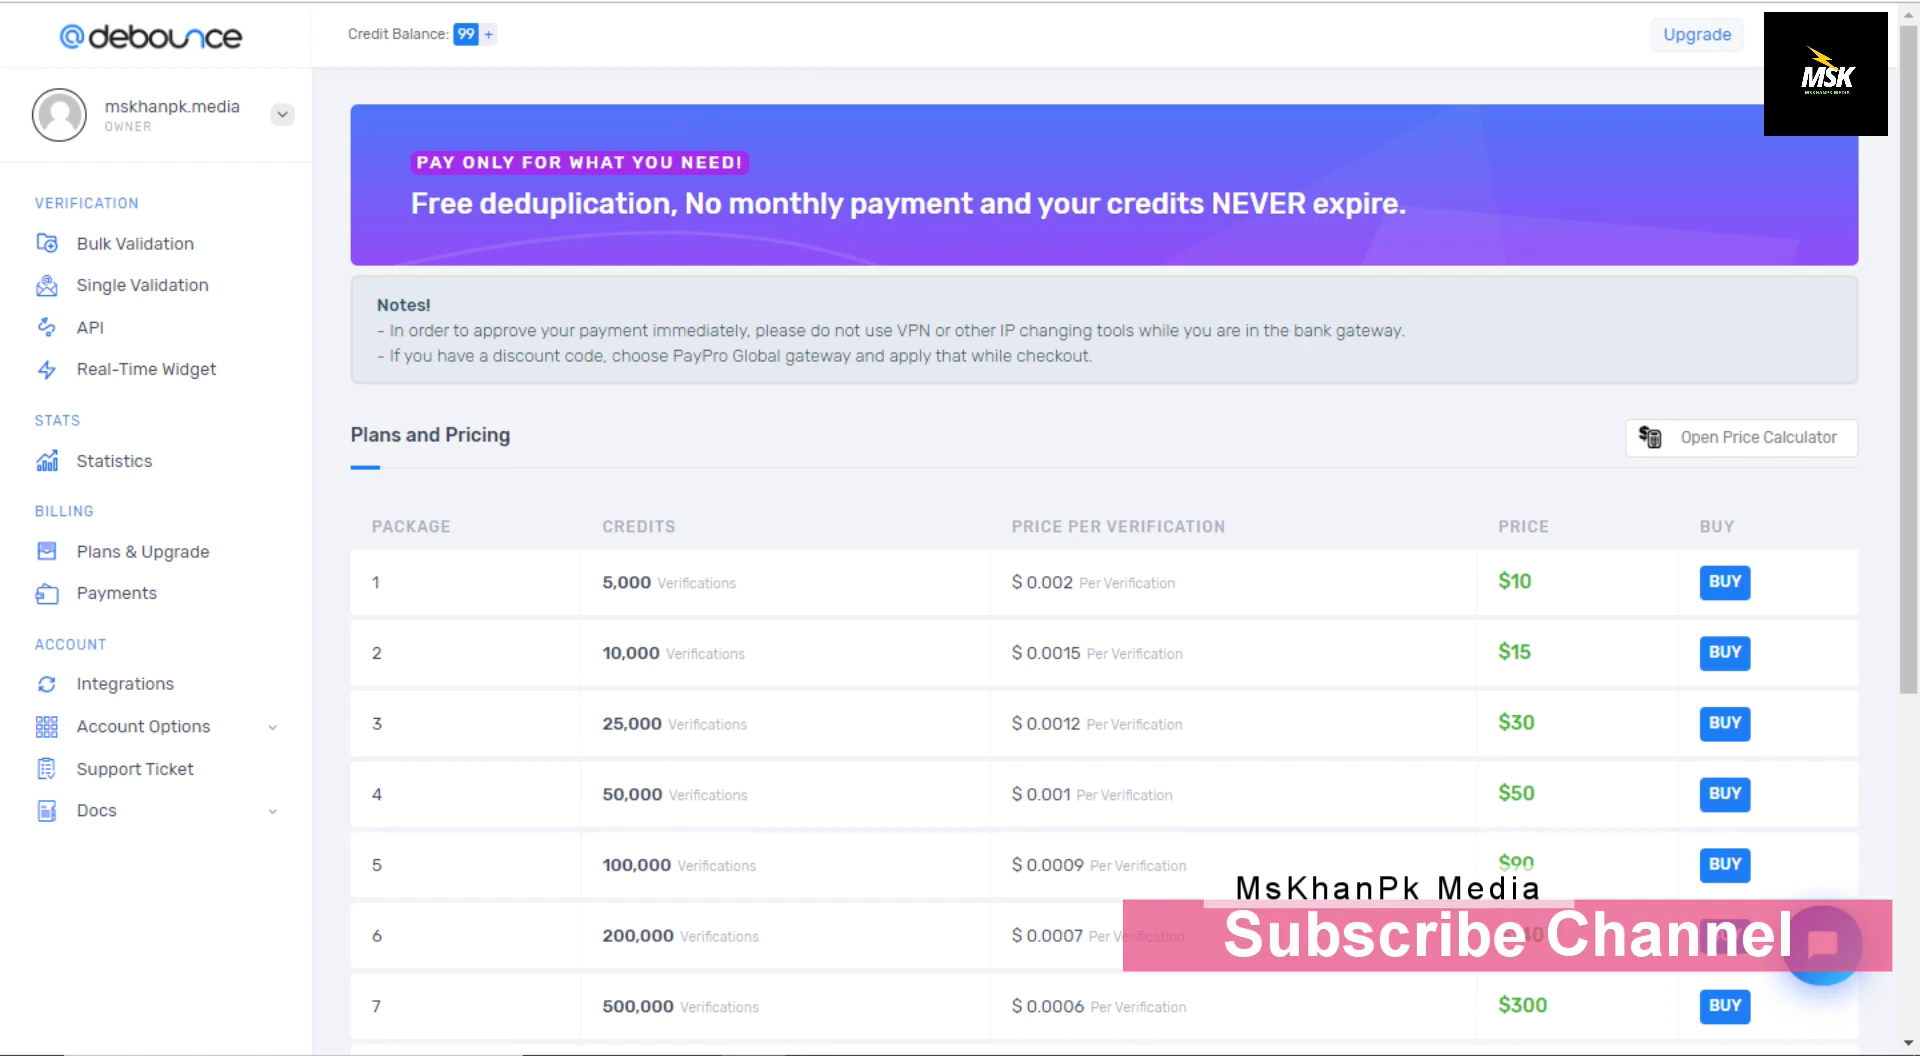 @debounce
Credit Balance: 99 +
Upgrade
MSK
MSKHANPK MEDIA
mskhanpk.media
OWNER
PAY ONLY FOR WHAT YOU NEED!
Free deduplication, No monthly payment and your credits NEVER expire.
VERIFICATION
Bulk Validation
Single Validation
API
Real-Time Widget
STATS
Statistics
BILLING
Plans & Upgrade
Payments
ACCOUNT
Integrations
Account Options
Support Ticket
Docs
Notes!
- In order to approve your payment immediately, please do not use VPN or other IP changing tools while you are in the bank gateway.
- If you have a discount code, choose PayPro Global gateway and apply that while checkout.
Plans and Pricing
Open Price Calculator
PACKAGE CREDITS PRICE PER VERIFICATION PRICE BUY
1 5,000 Verifications $ 0.002 Per Verification $10 BUY
2 10,000 Verifications $ 0.0015 Per Verification $15 BUY
3 25,000 Verifications $ 0.0012 Per Verification $30 BUY
4 50,000 Verifications $ 0.001 Per Verification $50 BUY
5 100,000 Verifications $ 0.0009 Per Verification $90 BUY
MsKhanPk Media
6 200,000 Verifications $ 0.0007 Per Verification
Subscribe Channel
7 500,000 Verifications $ 0.0006 Per Verification $300 BUY